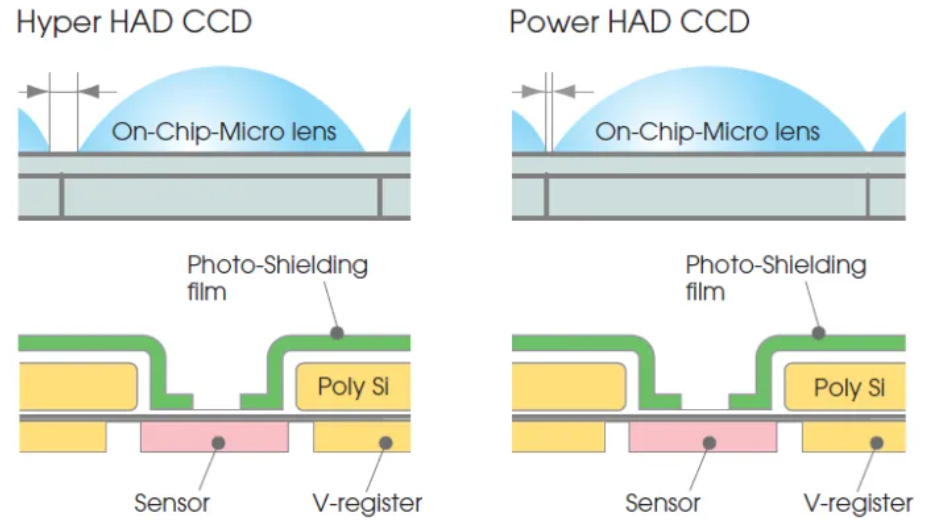 Hyper HAD CCD
Power HAD CCD
On-Chip-Micro lens
On-Chip-Micro lens
Photo-Shielding
film
Photo-Shielding
film
Poly Si
Poly Si
Sensor
V-register
Sensor
V-register